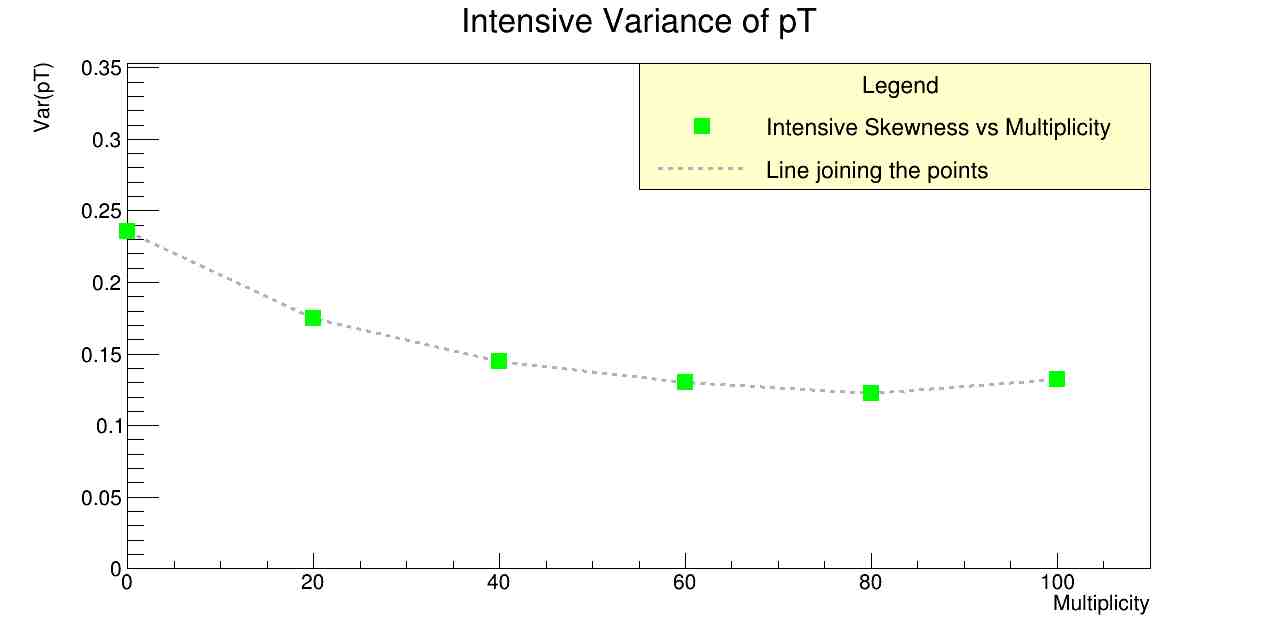 Intensive Variance of pT
Var(pT)
0.35
0.3
0.25
0.2
0.15
0.1
0.05
0
Legend
Intensive Skewness vs Multiplicity
Line joining the points
0 20 40 60 80 100
Multiplicity